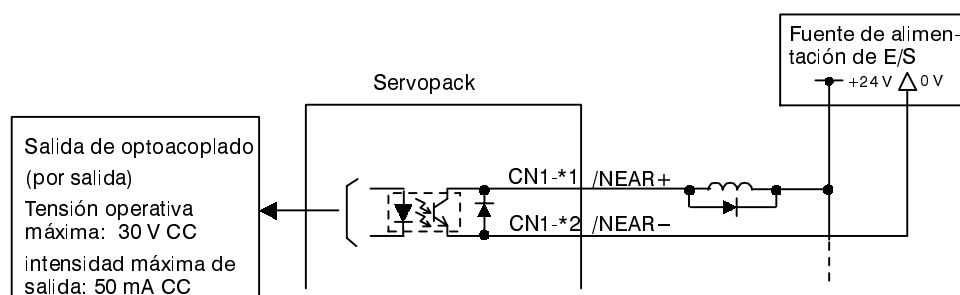 Fuente de alimen-
tación de E/S
+24 V
0 V
Servopack
Salida de optoacoplado
(por salida)
Tensión operativa
máxima: 30 V CC
intensidad máxima de
salida: 50 mA CC
CN1-*1 /NEAR+
CN1-*2 /NEAR−